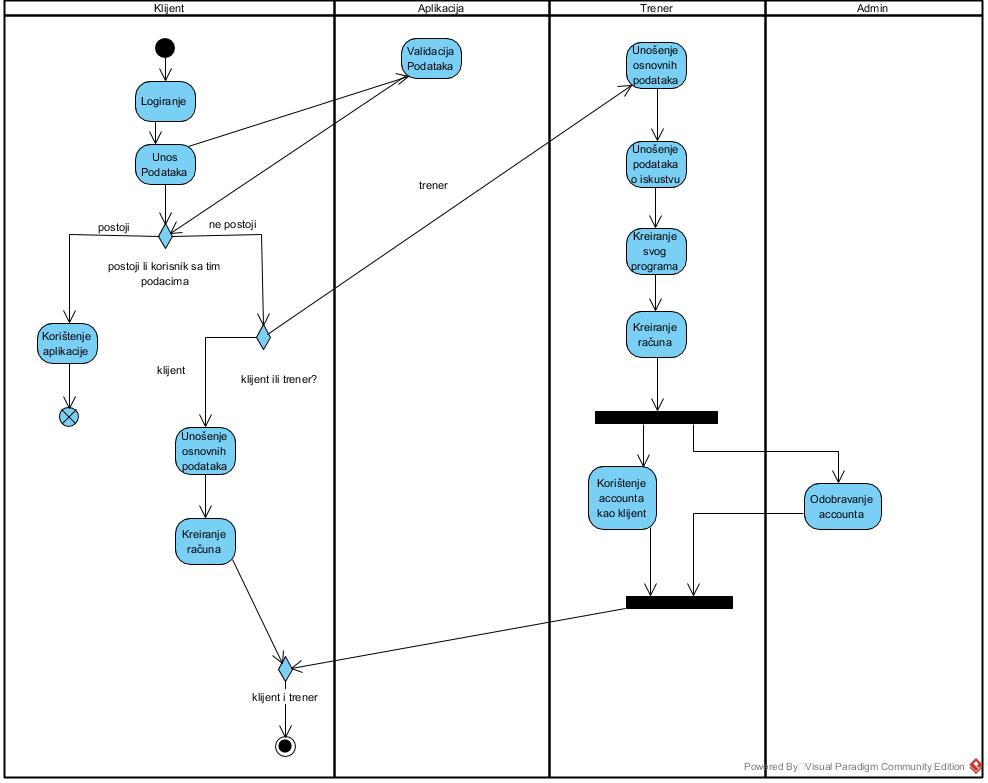 Klijent
Aplikacija
Trener
Admin
Logiranje
Unos
Podataka
Validacija
Podataka
Unošenje
osnovnih
podataka
Unošenje
podataka
o iskustvu
trener
postoji
ne postoji
postoji li korisnik sa tim
podacima
Kreiranje
svog
programa
Korištenje
aplikacije
Kreiranje
računa
klijent
klijent ili trener?
Unošenje
osnovnih
podataka
Kreiranje
računa
Korištenje
accounta
kao klijent
Odobravanje
accounta
klijent i trener
Powered By Visual Paradigm Community Edition